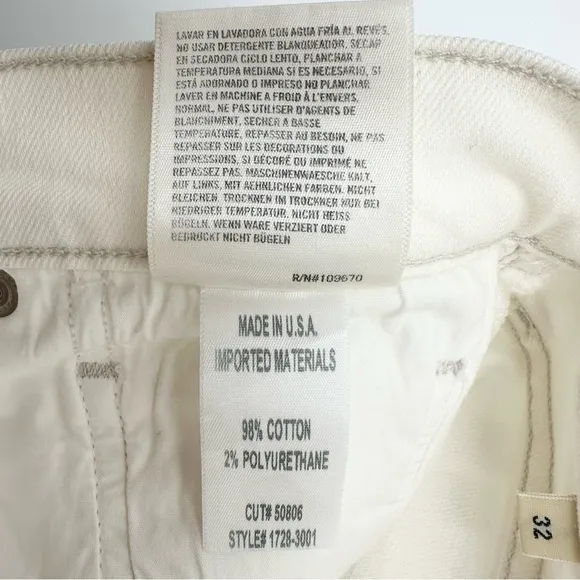 LAVAR EN LAVADORA CON AGUA FRÍA AL REVÉS,
NO USAR DETERGENTE BLANQUEADOR. SECAR
EN SECADORA CICLO LEHTO, PLANCHAR A
TEMPERATURA MEDIANA SI ES NECESARIO, SI
ESTÁ ADORNADO O IMPRESO NO PLANCHAR
LAVER EN MACHINE A FROID À L'ENVERS,
NORMAL, NE PAS UTILISER D'AGENTS DE
BLANCHIMENT, SECHER A BASSE
TEMPÉRATURE, REPASSER AU BESOIN, NE PAS
REPASSER SUR LES DECORATIONS OU
IMPRESSIONS, SI DÉCORÉ OU IMPRIMÉ NE
REPASSEZ PAS. MASCHINENWAESCHE KALT,
AUF LINKS, MIT AEHNLICHEN FARBEN. NICHT
BLEICHEN. TROCKNEN IM TROCKNER NUR BEI
NIEDRIGER TEMPERATUR. NICHT HEISS
BÜGELN. WENN WARE VERZIERT ODER
BEDRUCKT NICHT BÜGELN
R/N#109670
MADE IN U.S.A.
IMPORTED MATERIALS
98% COTTON
2% POLYURETHANE
CUT# 50806
STYLE# 1728-3001
32